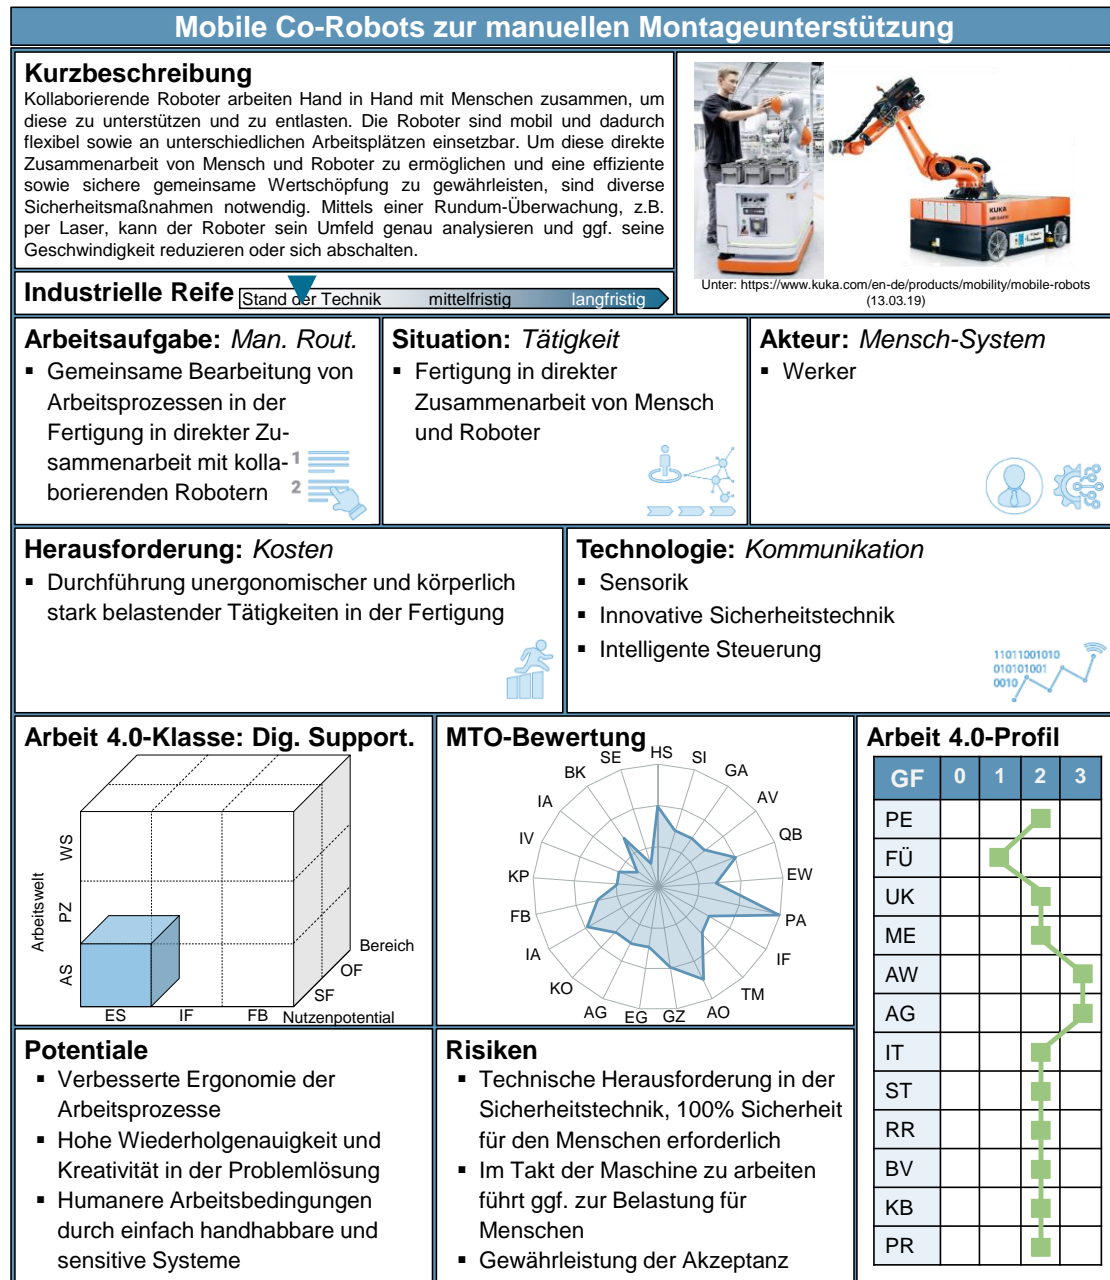 Mobile Co-Robots zur manuellen Montageunterstützung
Kurzbeschreibung
Kollaborierende Roboter arbeiten Hand in Hand mit Menschen zusammen, um
diese zu unterstützen und zu entlasten. Die Roboter sind mobil und dadurch
flexibel sowie an unterschiedlichen Arbeitsplätzen einsetzbar. Um diese direkte
Zusammenarbeit von Mensch und Roboter zu ermöglichen und eine effiziente
sowie sichere gemeinsame Wertschöpfung zu gewährleisten, sind diverse
Sicherheitsmaßnahmen notwendig. Mittels einer Rundum-Überwachung, z.B.
per Laser, kann der Roboter sein Umfeld genau analysieren und ggf. seine
Geschwindigkeit reduzieren oder sich abschalten.
KUKA
Unter: https://www.kuka.com/en-de/products/mobility/mobile-robots
(13.03.19)
Industrielle Reife
Stand der Technik mittelfristig langfristig
Arbeitsaufgabe: Man. Rout.
▪ Gemeinsame Bearbeitung von
Arbeitsprozessen in der
Fertigung in direkter Zu-
sammenarbeit mit kolla-
borierenden Robotern
1
2
Situation: Tätigkeit
▪ Fertigung in direkter
Zusammenarbeit von Mensch
und Roboter
Akteur: Mensch-System
▪ Werker
Herausforderung: Kosten
▪ Durchführung unergonomischer und körperlich
stark belastender Tätigkeiten in der Fertigung
Technologie: Kommunikation
▪ Sensorik
▪ Innovative Sicherheitstechnik
▪ Intelligente Steuerung
11011001010
010101001
0010
Arbeit 4.0-Klasse: Dig. Support.
Arbeitswelt
WS
PZ
AS
ES IF FB Nutzenpotential
SF
OF
Bereich
MTO-Bewertung
HS
SI
GA
AV
QB
EW
PA
IF
TM
AO
GZ
EG
AG
KO
IA
FB
KP
IV
IA
BK
SE
Arbeit 4.0-Profil
GF 0 1 2 3
PE
FÜ
UK
ME
AW
AG
IT
ST
RR
BV
KB
PR
Potentiale
▪ Verbesserte Ergonomie der
Arbeitsprozesse
▪ Hohe Wiederholgenauigkeit und
Kreativität in der Problemlösung
▪ Humanere Arbeitsbedingungen
durch einfach handhabbare und
sensitive Systeme
Risiken
▪ Technische Herausforderung in der
Sicherheitstechnik, 100% Sicherheit
für den Menschen erforderlich
▪ Im Takt der Maschine zu arbeiten
führt ggf. zur Belastung für
Menschen
▪ Gewährleistung der Akzeptanz